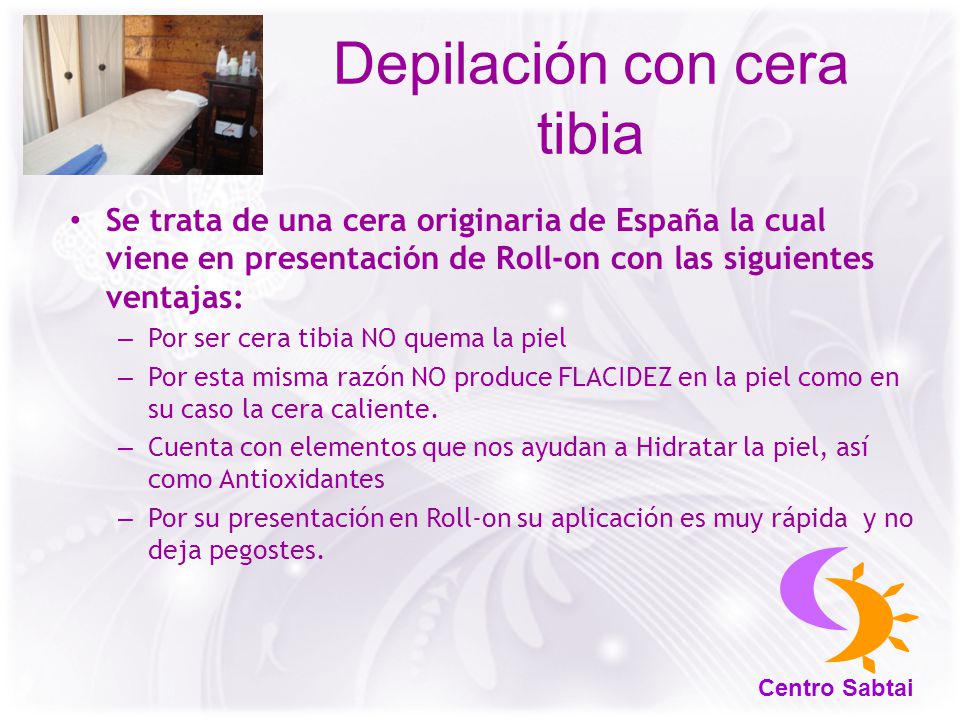 Depilación con cera
tibia
• Se trata de una cera originaria de España la cual
viene en presentación de Roll-on con las siguientes
ventajas:
– Por ser cera tibia NO quema la piel
– Por esta misma razón NO produce FLACIDEZ en la piel como en
su caso la cera caliente.
– Cuenta con elementos que nos ayudan a Hidratar la piel, así
como Antioxidantes
– Por su presentación en Roll-on su aplicación es muy rápida y no
deja pegostes.
Centro Sabtai